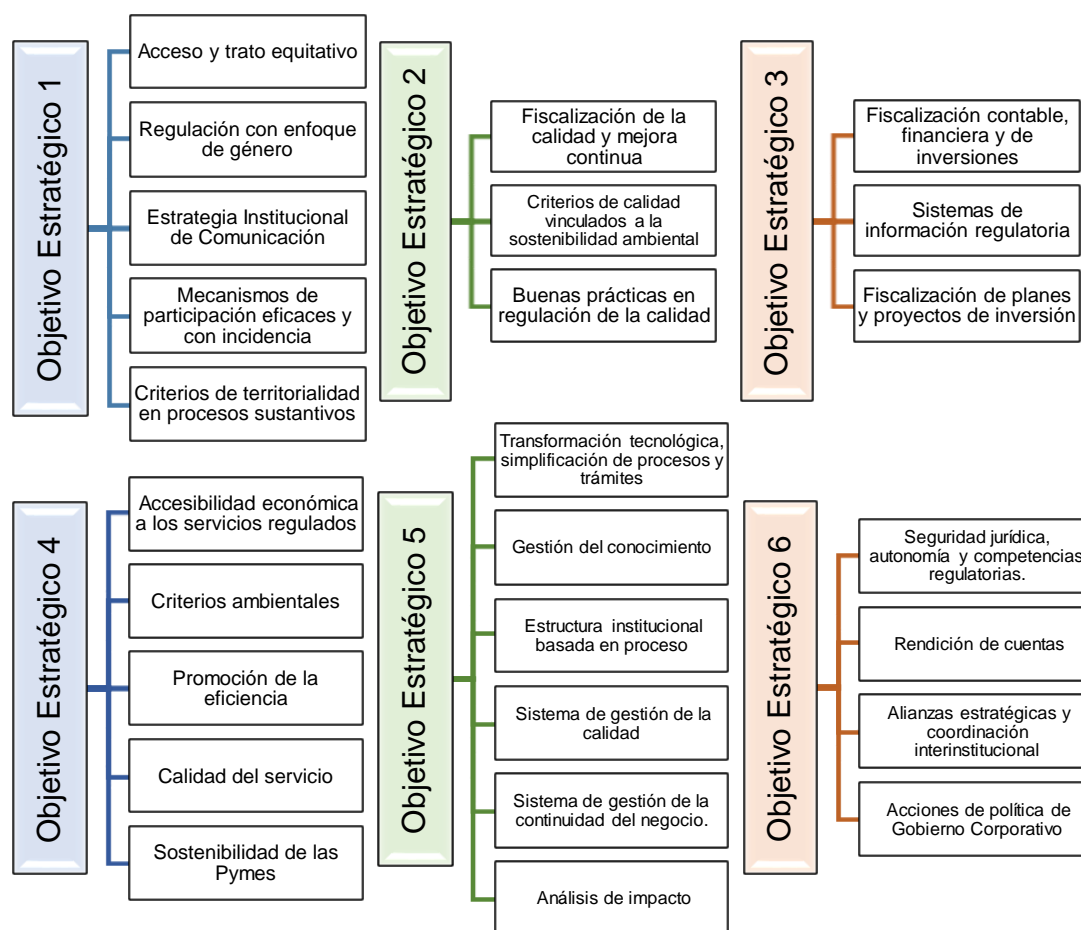 Objetivo Estratégico 1
Acceso y trato equitativo
Regulación con enfoque
de género
Estrategia Institucional
de Comunicación
Mecanismos de
participación eficaces y
con incidencia
Criterios de territorialidad
en procesos sustantivos
Objetivo Estratégico 2
Fiscalización de la
calidad y mejora
continua
Criterios de calidad
vinculados a la
sostenibilidad ambiental
Buenas prácticas en
regulación de la calidad
Objetivo Estratégico 3
Fiscalización contable,
financiera y de
inversiones
Sistemas de
información regulatoria
Fiscalización de planes
y proyectos de inversión
Objetivo Estratégico 4
Accesibilidad económica
a los servicios regulados
Criterios ambientales
Promoción de la
eficiencia
Calidad del servicio
Sostenibilidad de las
Pymes
Objetivo Estratégico 5
Transformación tecnológica,
simplificación de procesos y
trámites
Gestión del conocimiento
Estructura institucional
basada en proceso
Sistema de gestión de la
calidad
Sistema de gestión de la
continuidad del negocio.
Análisis de impacto
Objetivo Estratégico 6
Seguridad jurídica,
autonomía y competencias
regulatorias.
Rendición de cuentas
Alianzas estratégicas y
coordinación
interinstitucional
Acciones de política de
Gobierno Corporativo